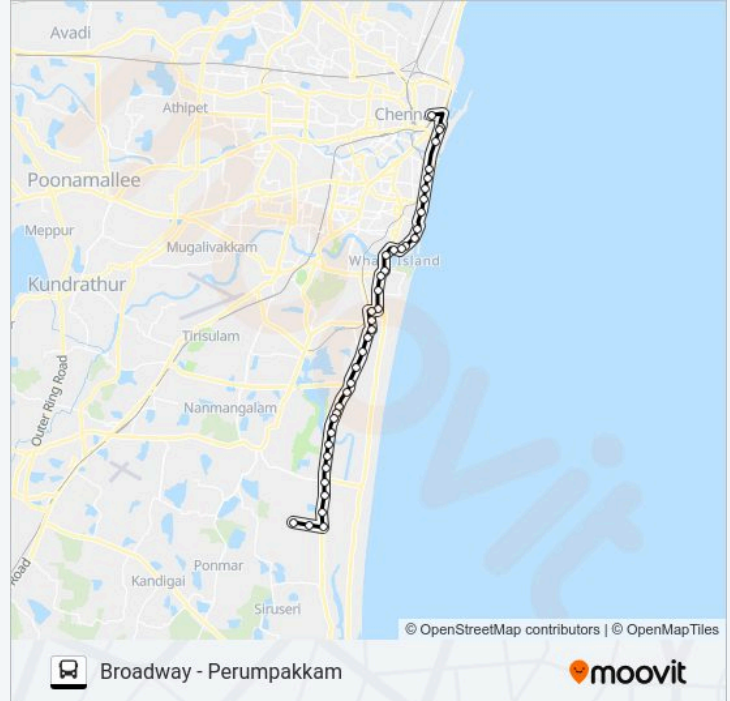 Avadi
Athipet
Chenn
Poonamallee
Meppur
Mugalivakkam
Island
Kundrathur
Tirisulam
Outer Ring Road
Nanmangalam
Road
Ponmar
Kandigai
Siruseri
moovit
© OpenStreetMap contributors | © OpenMapTiles
Broadway - Perumpakkam
moovit